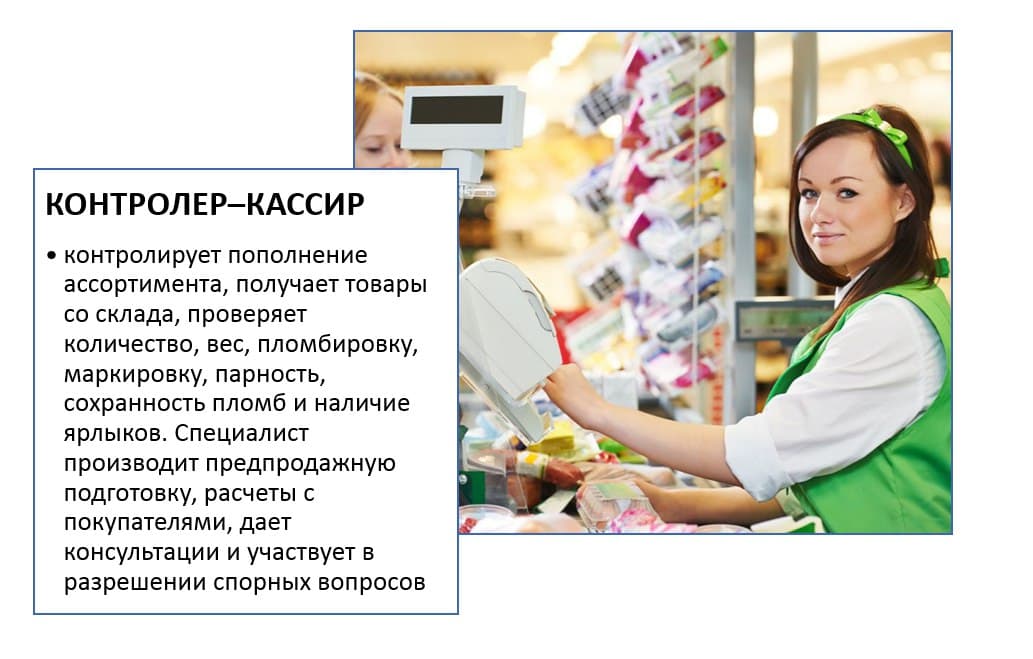 КОНТРОЛЕР–КАССИР
• контролирует пополнение
ассортимента, получает товары
со склада, проверяет
количество, вес, пломбировку,
маркировку, парность,
сохранность пломб и наличие
ярлыков. Специалист
производит предпродажную
подготовку, расчеты с
покупателями, дает
консультации и участвует в
разрешении спорных вопросов